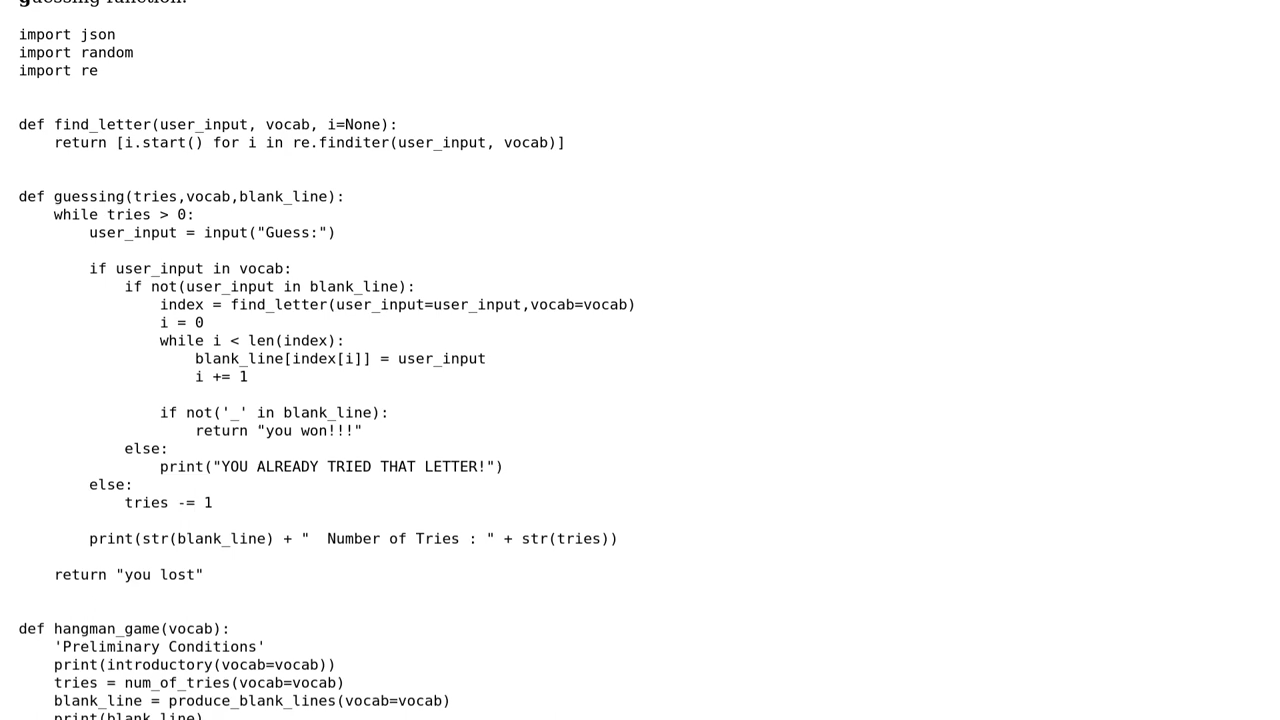 guessing function.
import json
import random
import re
def find_letter(user_input, vocab, i=None):
    return [i.start() for i in re.finditer(user_input, vocab)]
def guessing(tries,vocab,blank_line):
    while tries > 0:
        user_input = input("Guess:")
        if user_input in vocab:
            if not(user_input in blank_line):
                index = find_letter(user_input=user_input,vocab=vocab)
                i = 0
                while i < len(index):
                    blank_line[index[i]] = user_input
                    i += 1
                if not('_' in blank_line):
                    return "you won!!!"
            else:
                print("YOU ALREADY TRIED THAT LETTER!")
        else:
            tries -= 1
        print(str(blank_line) + "  Number of Tries : " + str(tries))
    return "you lost"
def hangman_game(vocab):
    'Preliminary Conditions'
    print(introductory(vocab=vocab))
    tries = num_of_tries(vocab=vocab)
    blank_line = produce_blank_lines(vocab=vocab)
    print(blank_line)